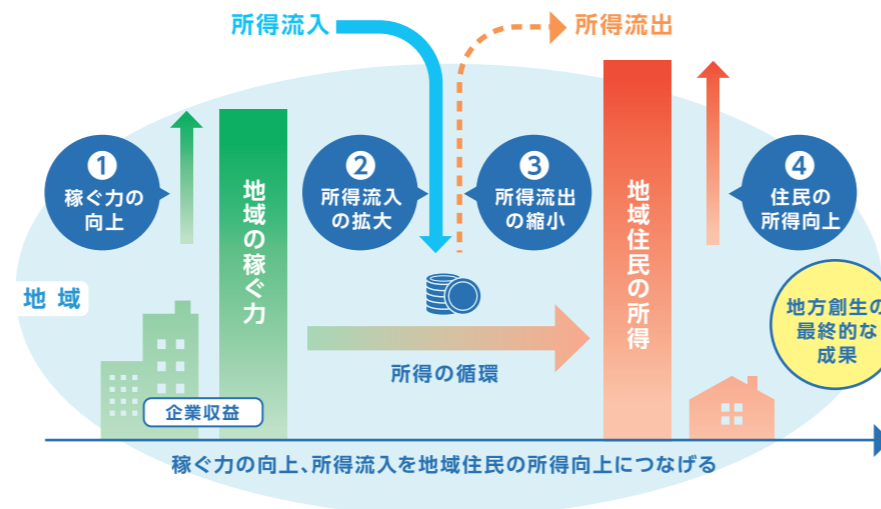 所得流入
所得流出
1
稼ぐ力の
向上
地域の稼ぐ力
2
所得流入
の拡大
3
所得流出
の縮小
地域住民の所得
4
住民の
所得向上
地域
地方創生の
最終的な
成果
所得の循環
企業収益
稼ぐ力の向上、所得流入を地域住民の所得向上につなげる